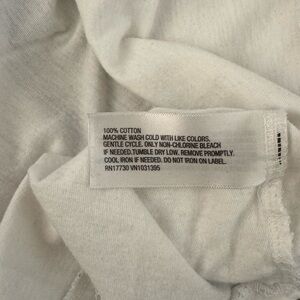 100% COTTON
MACHINE WASH COLD WITH LIKE COLORS.
GENTLE CYCLE. ONLY NON-CHLORINE BLEACH
IF NEEDED.TUMBLE DRY LOW. REMOVE PROMPTLY.
COOL IRON IF NEEDED. DO NOT IRON ON LABEL.
RN17730 VN1031395